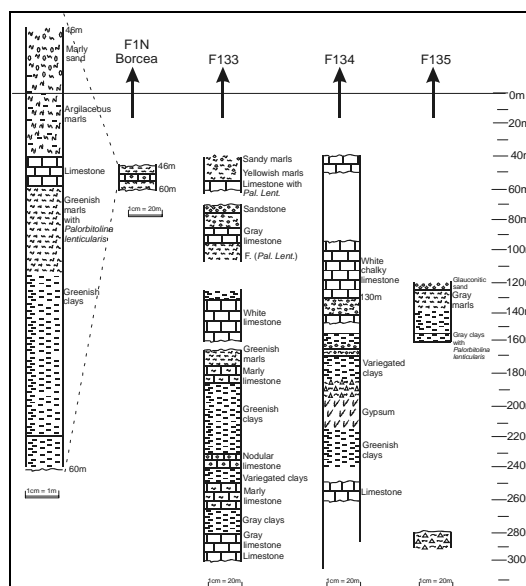 46m
Marly
sand
Argilacebus
marls
Limestone
Greenish
marls
with
Palorbitolina
lenticularis
Greenish
clays
60m
1cm = 1m
F1N
Borcea
46m
60m
1cm = 20m
F133
Sandy marls
Yellowish marls
Limestone with
Pal. Lent.
Sandstone
Gray
limestone
F. (Pal. Lent.)
White
limestone
Greenish
marls
Marly
limestone
Greenish
clays
Nodular
limestone
Variegated clays
Marly
limestone
Gray clays
Gray
limestone
Limestone
1cm = 20m
F134
White
chalky
limestone
130m
Variegated
clays
Gypsum
Greenish
clays
Limestone
1cm = 20m
F135
Glauconitic
sand
Gray
marls
Gray clays
with
Palorbitolina
lenticularis
1cm = 20m
0m
20m
40m
60m
80m
100m
120m
140m
160m
180m
200m
220m
240m
260m
280m
300m